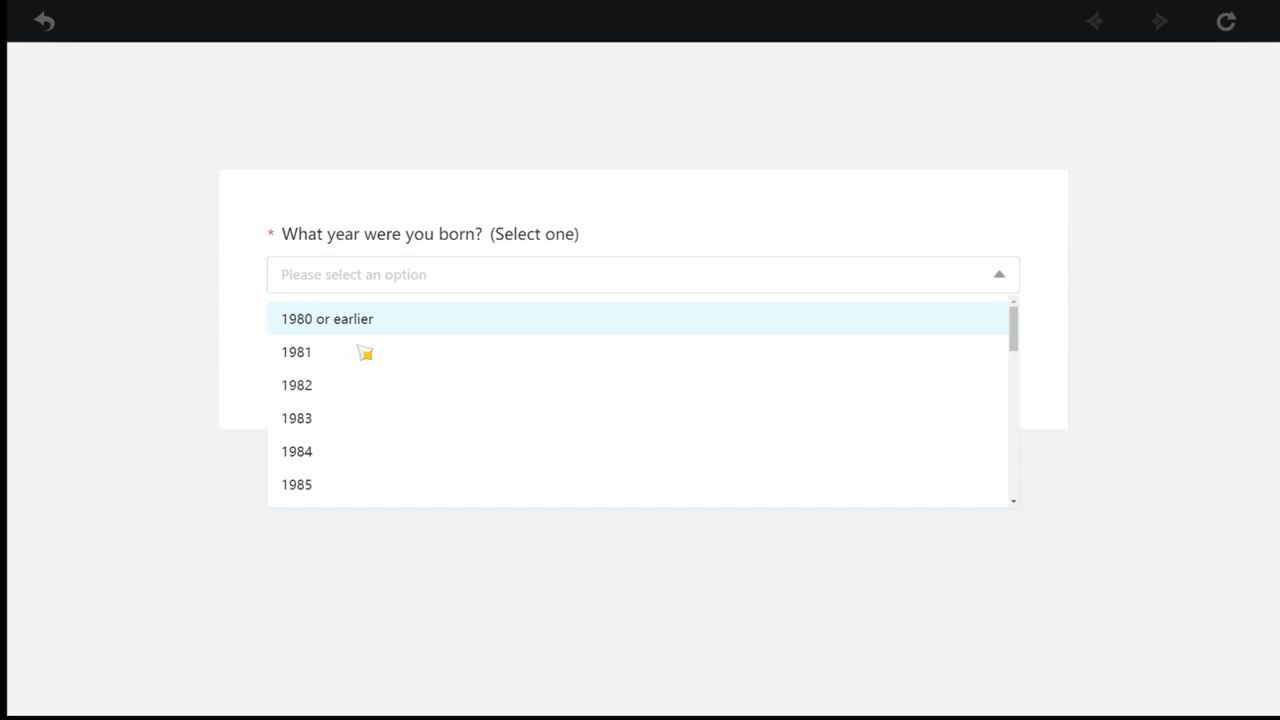 * What year were you born? (Select one)
Please select an option
1980 or earlier
1981
1982
1983
1984
1985